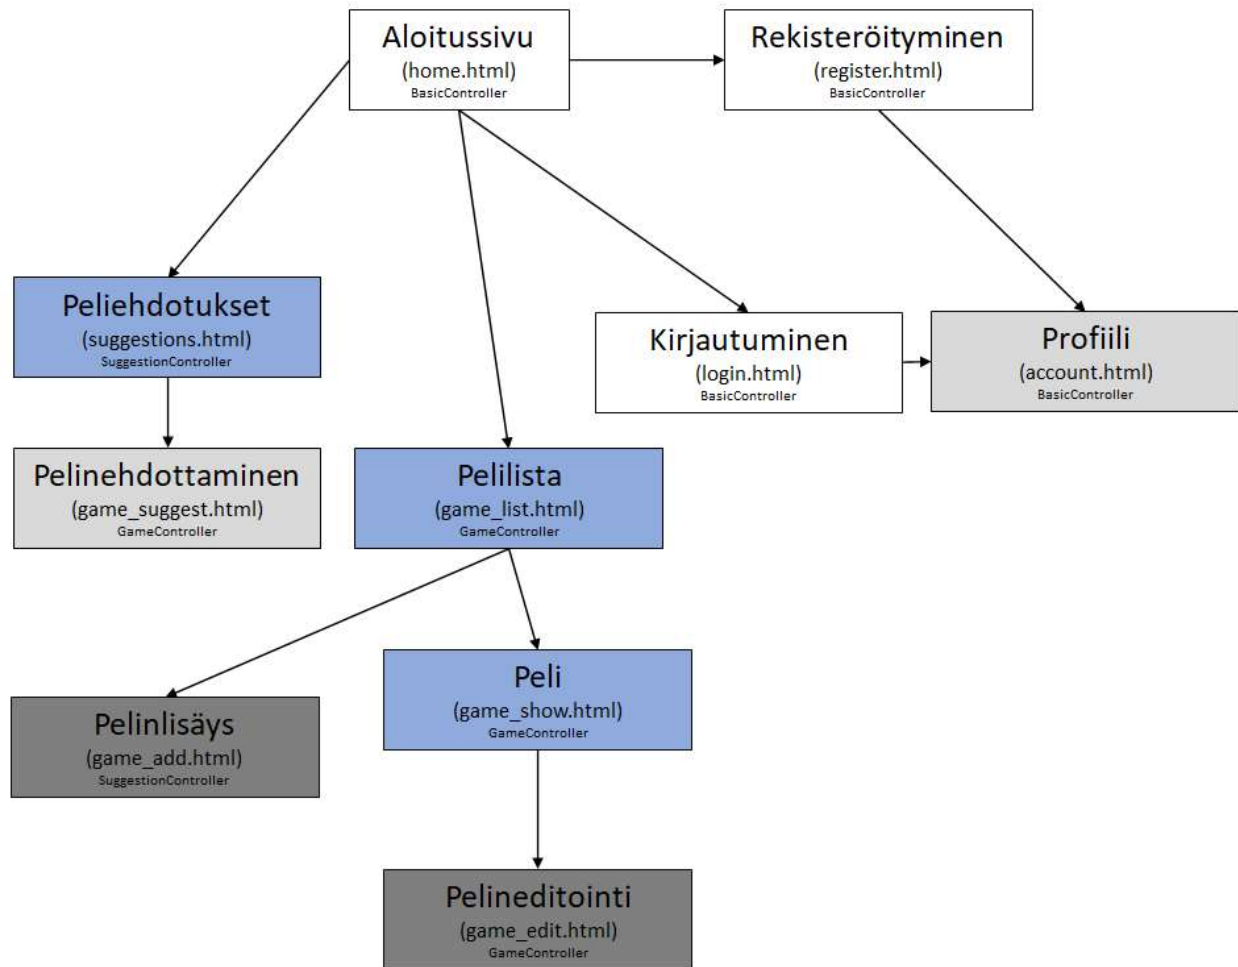 Aloitussivu
(home.html)
BasicController
Rekisteröityminen
(register.html)
BasicController
Peliehdotukset
(suggestions.html)
SuggestionController
Kirjautuminen
(login.html)
BasicController
Profiili
(account.html)
BasicController
Pelinehdottaminen
(game_suggest.html)
GameController
Pelilista
(game_list.html)
GameController
Pelinlisäys
(game_add.html)
SuggestionController
Peli
(game_show.html)
GameController
Pelineditointi
(game_edit.html)
GameController